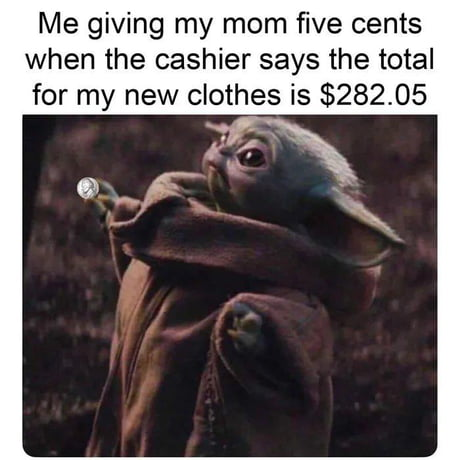 Me giving my mom five cents
when the cashier says the total
for my new clothes is $282.05